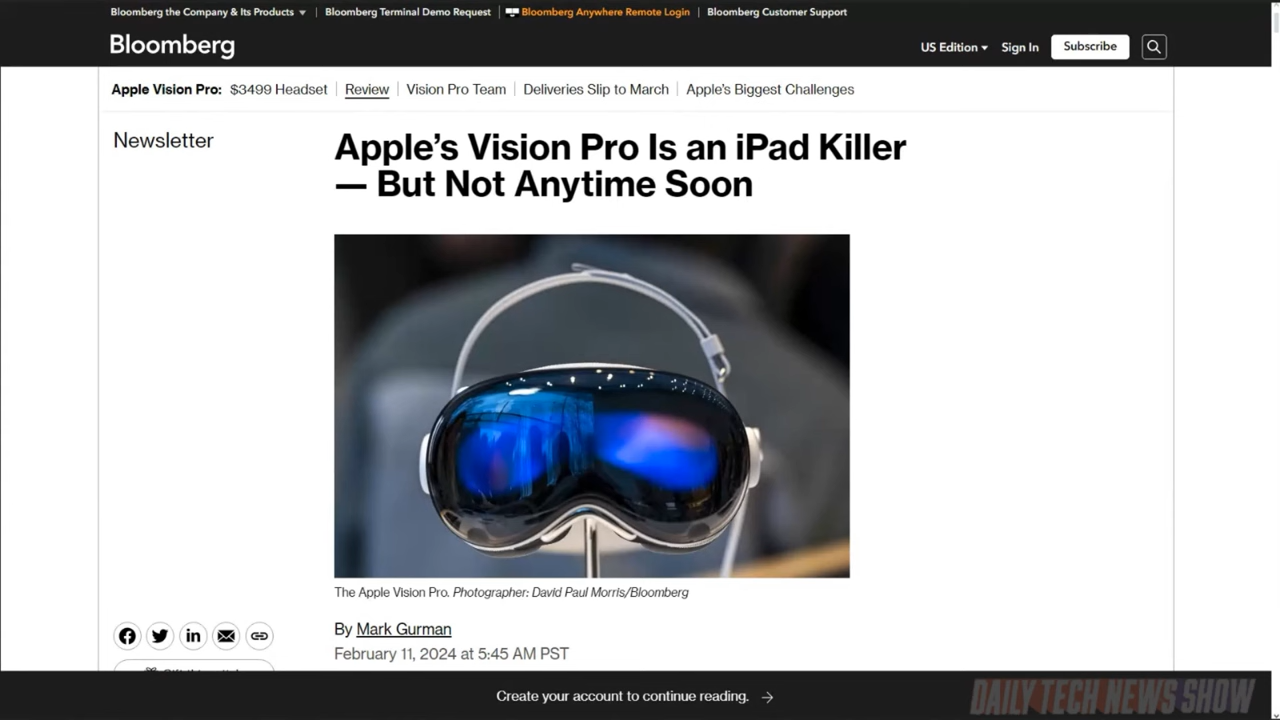 Bloomberg the Company & Its Products
Bloomberg Terminal Demo Request
Bloomberg Anywhere Remote Login
Bloomberg Customer Support
Bloomberg
US Edition
Sign In
Subscribe
Apple Vision Pro: $3499 Headset
Review
Vision Pro Team
Deliveries Slip to March
Apple's Biggest Challenges
Newsletter
Apple's Vision Pro Is an iPad Killer
— But Not Anytime Soon
The Apple Vision Pro. Photographer: David Paul Morris/Bloomberg
By Mark Gurman
February 11, 2024 at 5:45 AM PST
Create your account to continue reading.
DAILY TECH NEWS SHOW